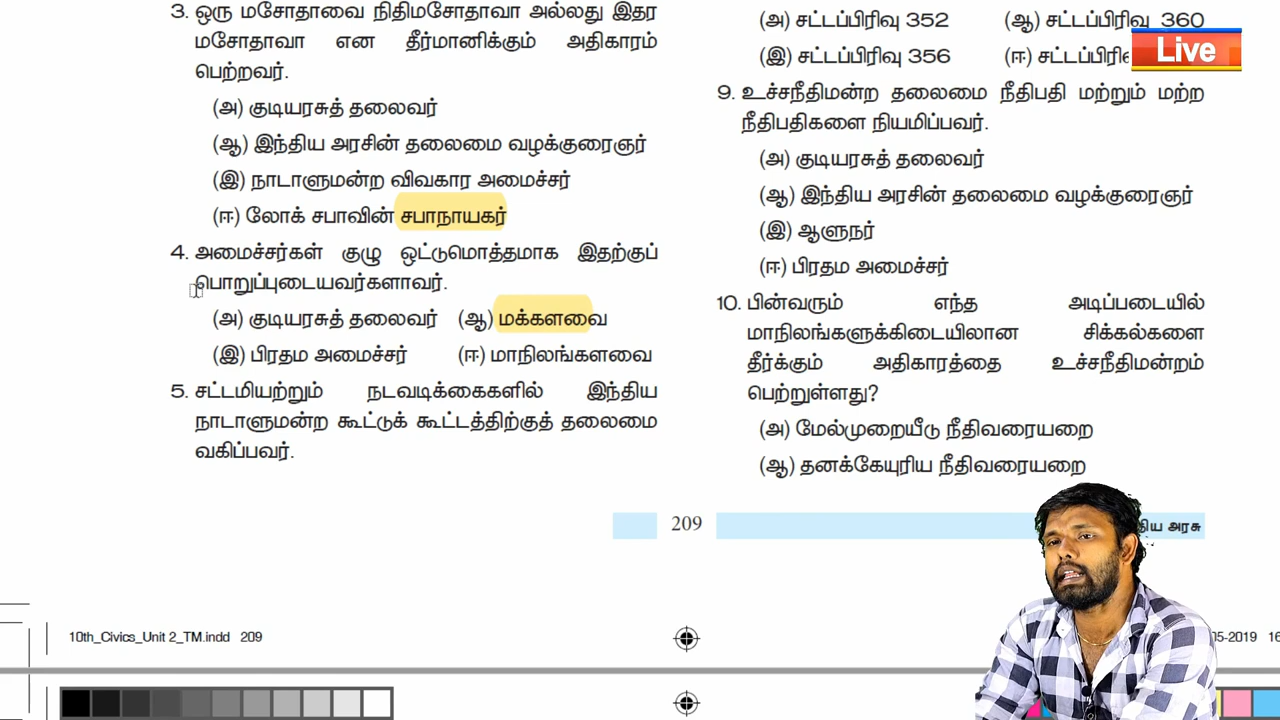 3. ஒரு மசோதாவை நிதிமசோதாவா அல்லது இதர
மசோதாவா என தீர்மானிக்கும் அதிகாரம்
பெற்றவர்.
(அ) குடியரசுத் தலைவர்
(ஆ) இந்திய அரசின் தலைமை வழக்குரைஞர்
(இ) நாடாளுமன்ற விவகார அமைச்சர்
(ஈ) லோக் சபாவின் சபாநாயகர்
4. அமைச்சர்கள் குழு ஒட்டுமொத்தமாக இதற்குப்
பொறுப்புடையவர்களாவர்.
(அ) குடியரசுத் தலைவர் (ஆ) மக்களவை
(இ) பிரதம அமைச்சர் (ஈ) மாநிலங்களவை
5. சட்டமியற்றும் நடவடிக்கைகளில் இந்திய
நாடாளுமன்ற கூட்டுக் கூட்டத்திற்குத் தலைமை
வகிப்பவர்.
(அ) சட்டப்பிரிவு 352 (ஆ) சட்டப்பிரிவு 360
(இ) சட்டப்பிரிவு 356 (ஈ)
Live
9. உச்சநீதிமன்ற தலைமை நீதிபதி மற்றும் மற்ற
நீதிபதிகளை நியமிப்பவர்.
(அ) குடியரசுத் தலைவர்
(ஆ) இந்திய அரசின் தலைமை வழக்குரைஞர்
(இ) ஆளுநர்
(ஈ) பிரதம அமைச்சர்
10. பின்வரும் எந்த அடிப்படையில்
மாநிலங்களுக்கிடையிலான சிக்கல்களை
தீர்க்கும் அதிகாரத்தை உச்சநீதிமன்றம்
பெற்றுள்ளது?
(அ) மேல்முறையீடு நீதிவரையறை
(ஆ) தனக்கேயுரிய நீதிவரையறை
209 அரசு
10th_Civics_Unit 2_TM.indd 209